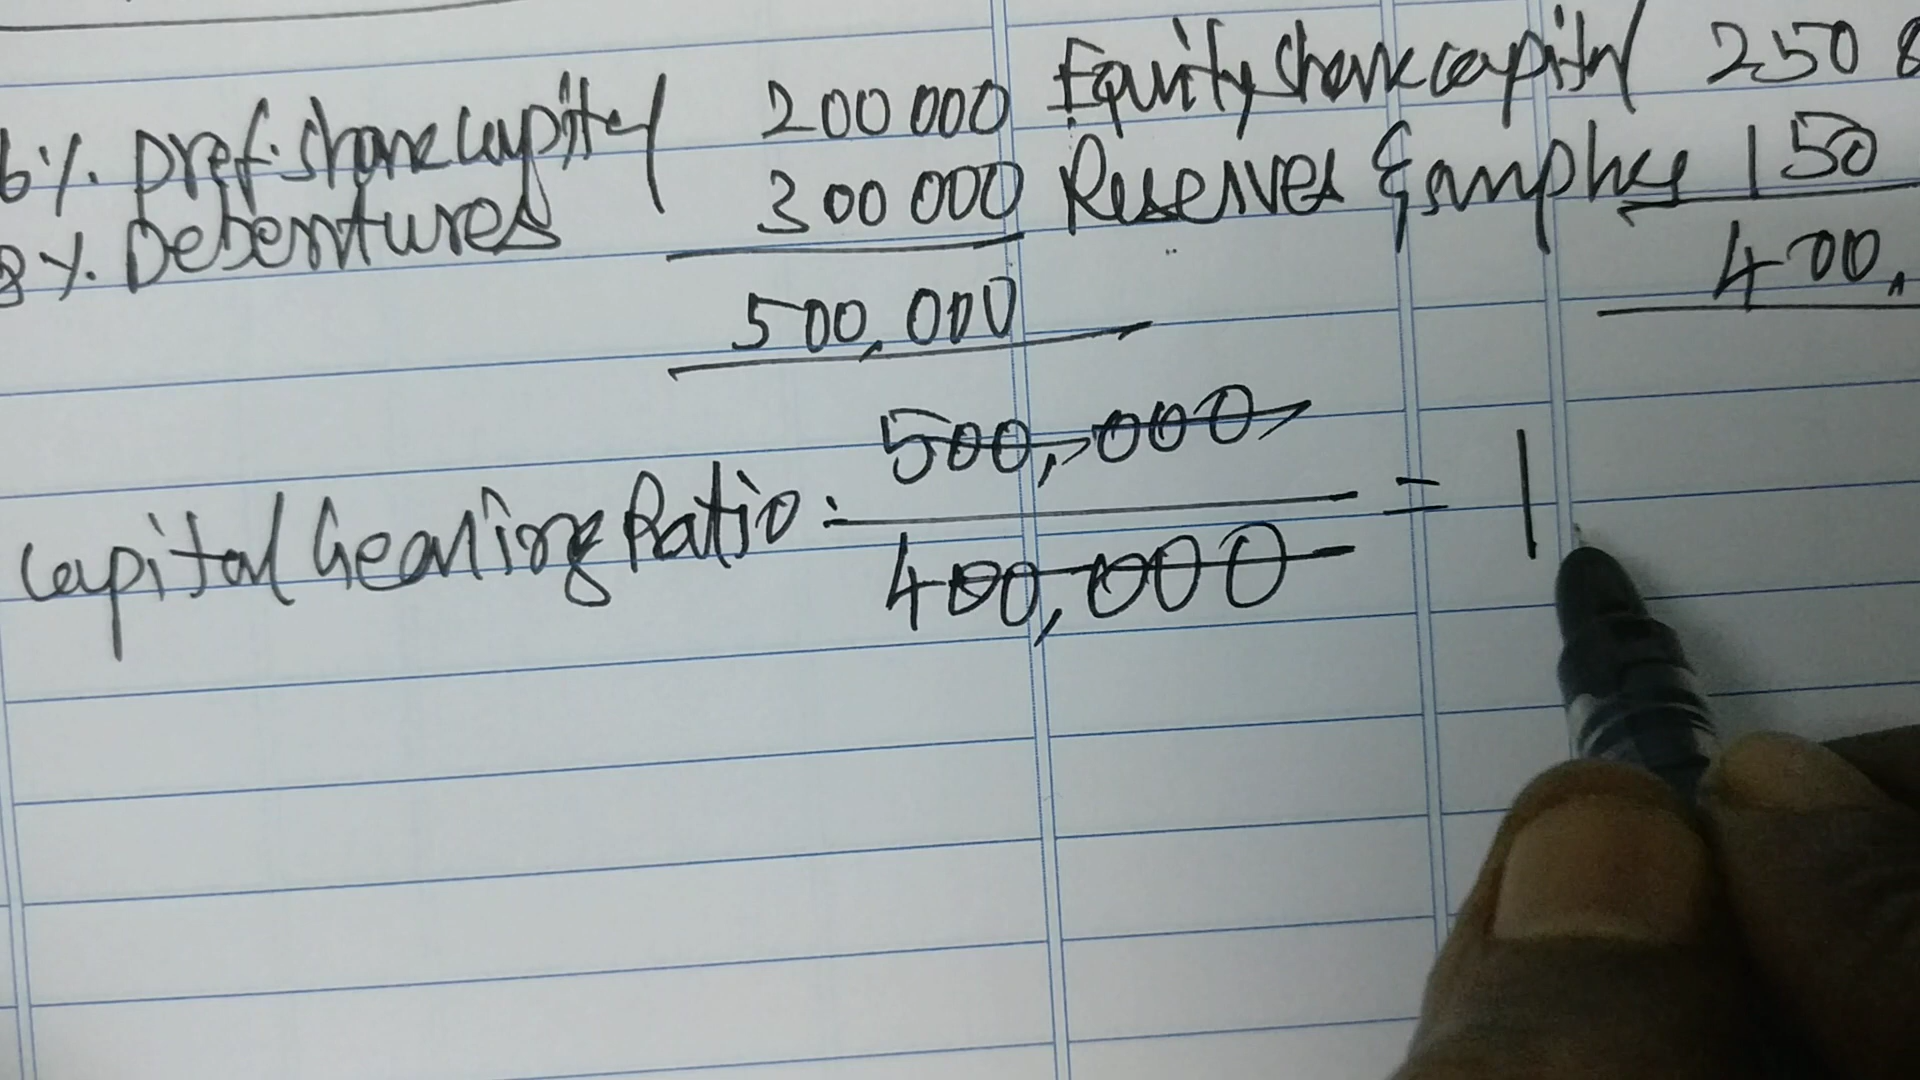 6%. pref. share capital 200 000 Equity share capital 250
8%. Debentures 300 000 Reserves & surplus 150
500,000 400,
Capital Gearing Ratio: 500,000 / 400,000 = 1